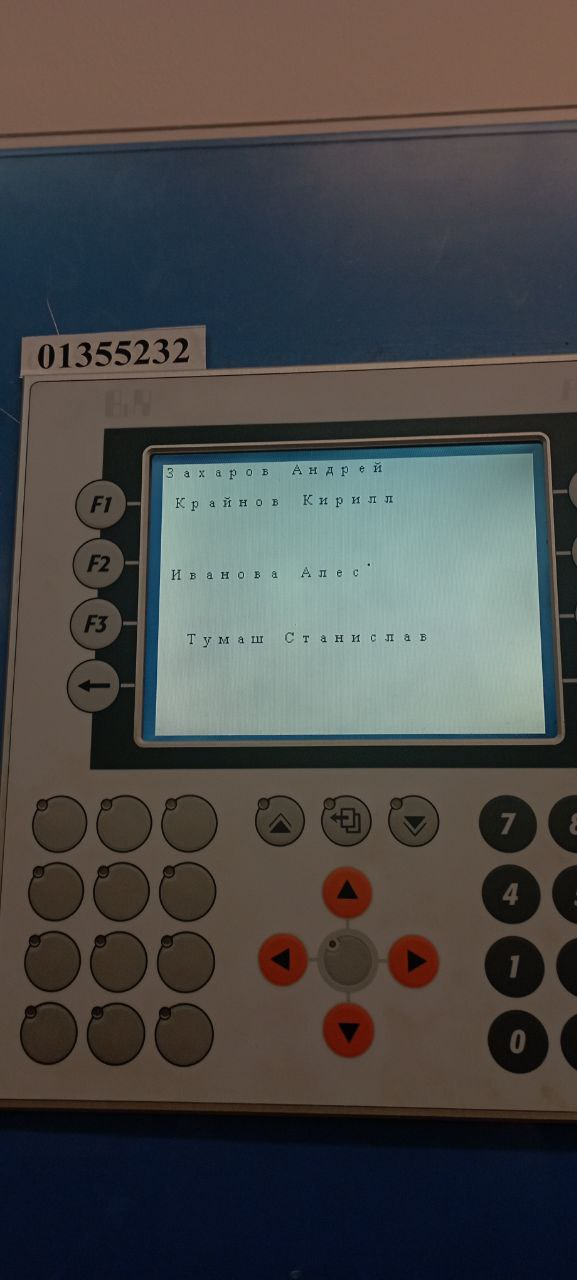 01355232
Захаров Андрей
F1
Крайнов Кирилл
F2
Иванова Алес
F3
Тумаш Станислав
7
4
1
0